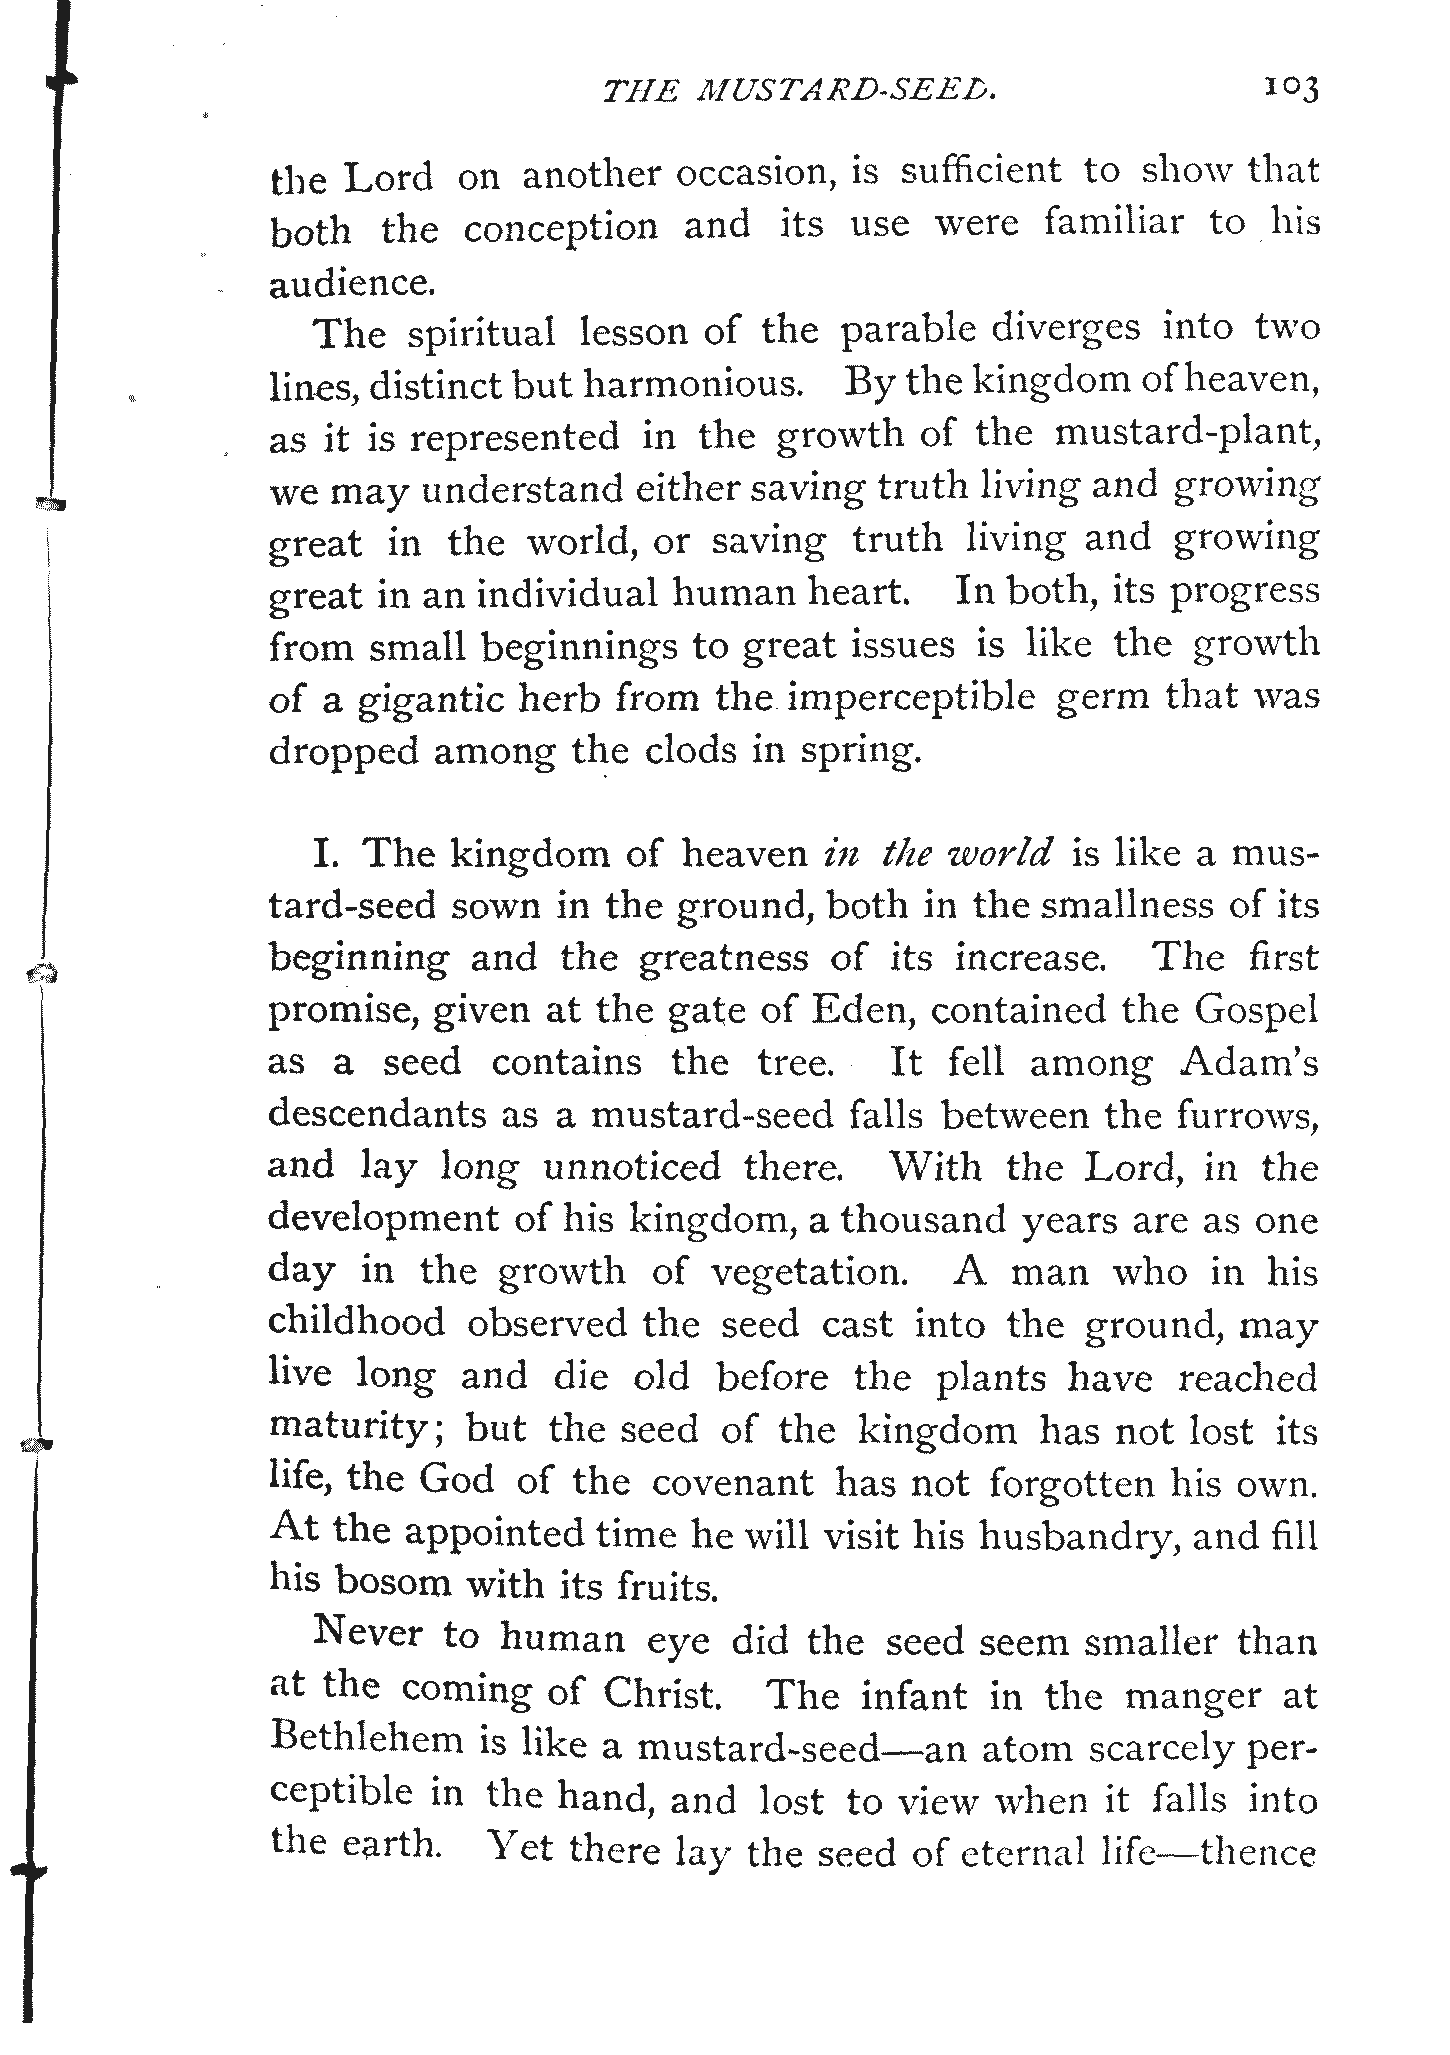 THE MUSTARD-SEED. 103
the Lord on another occasion, is sufficient to show that
both the conception and its use were familiar to his
audience.
The spiritual lesson of the parable diverges into two
lines, distinct but harmonious. By the kingdom of heaven,
as it is represented in the growth of the mustard-plant,
we may understand either saving truth living and growing
great in the world, or saving truth living and growing
great in an individual human heart. In both, its progress
from small beginnings to great issues is like the growth
of a gigantic herb from the imperceptible germ that was
dropped among the clods in spring.
I. The kingdom of heaven in the world is like a mus-
tard-seed sown in the ground, both in the smallness of its
beginning and the greatness of its increase. The first
promise, given at the gate of Eden, contained the Gospel
as a seed contains the tree. It fell among Adam's
descendants as a mustard-seed falls between the furrows,
and lay long unnoticed there. With the Lord, in the
development of his kingdom, a thousand years are as one
day in the growth of vegetation. A man who in his
childhood observed the seed cast into the ground, may
live long and die old before the plants have reached
maturity; but the seed of the kingdom has not lost its
life, the God of the covenant has not forgotten his own.
At the appointed time he will visit his husbandry, and fill
his bosom with its fruits.
Never to human eye did the seed seem smaller than
at the coming of Christ. The infant in the manger at
Bethlehem is like a mustard-seed—an atom scarcely per-
ceptible in the hand, and lost to view when it falls into
the earth. Yet there lay the seed of eternal life—thence